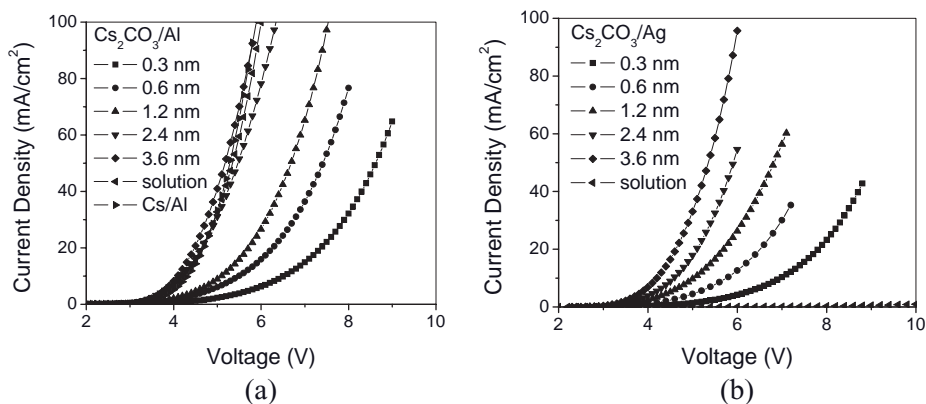 Cs₂CO₃/Al
0.3 nm
0.6 nm
1.2 nm
2.4 nm
3.6 nm
solution
Cs/Al
100
80
60
40
20
0
2
4
6
8
10
Current Density (mA/cm²)
Voltage (V)
(a)
Cs₂CO₃/Ag
0.3 nm
0.6 nm
1.2 nm
2.4 nm
3.6 nm
solution
100
80
60
40
20
0
2
4
6
8
10
Current Density (mA/cm²)
Voltage (V)
(b)